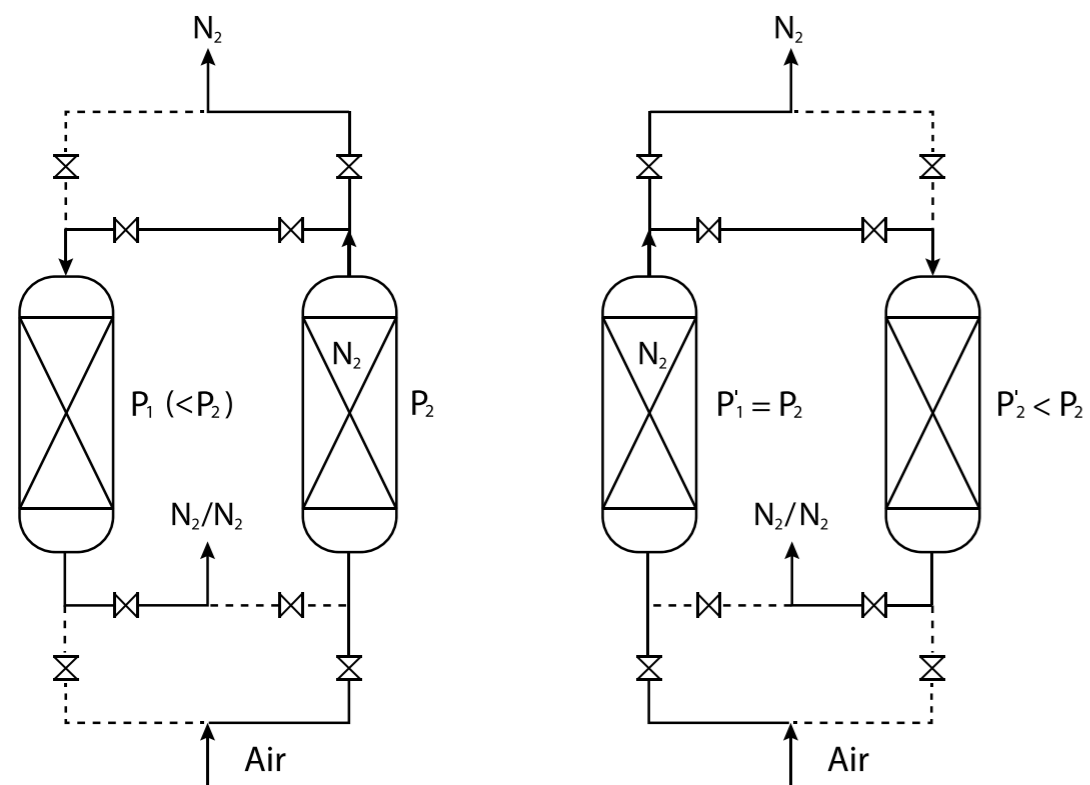 N₂ N₂
N₂ N₂
P₁ (<P₂) P₂ P'₁ = P₂ P'₂ < P₂
N₂/N₂ N₂/N₂
Air Air